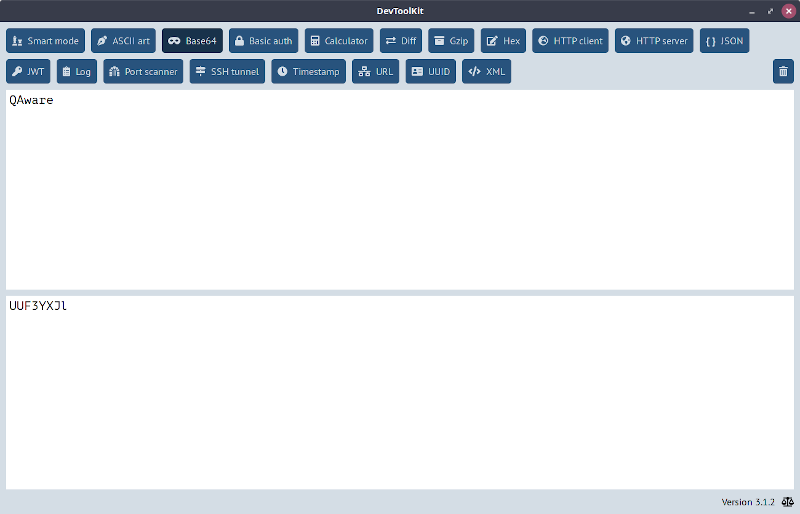 DevToolKit
Smart mode ASCII art Base64 Basic auth Calculator Diff Gzip Hex HTTP client HTTP server { } JSON
JWT Log Port scanner SSH tunnel Timestamp URL UUID XML
QAware
UUF3YXJl
Version 3.1.2